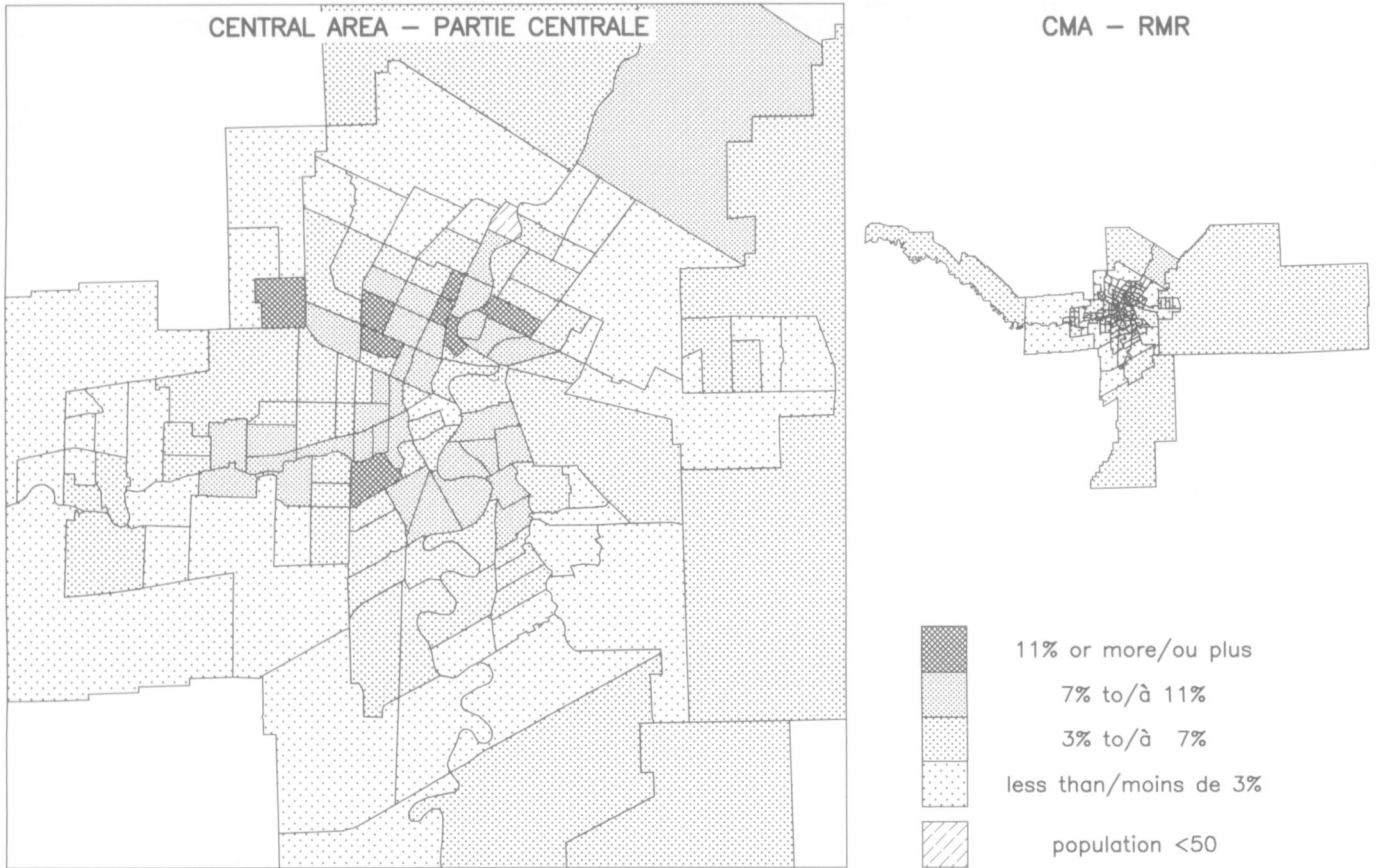 CENTRAL AREA – PARTIE CENTRALE
CMA – RMR
11% or more/ou plus
7% to/à 11%
3% to/à 7%
less than/moins de 3%
population <50